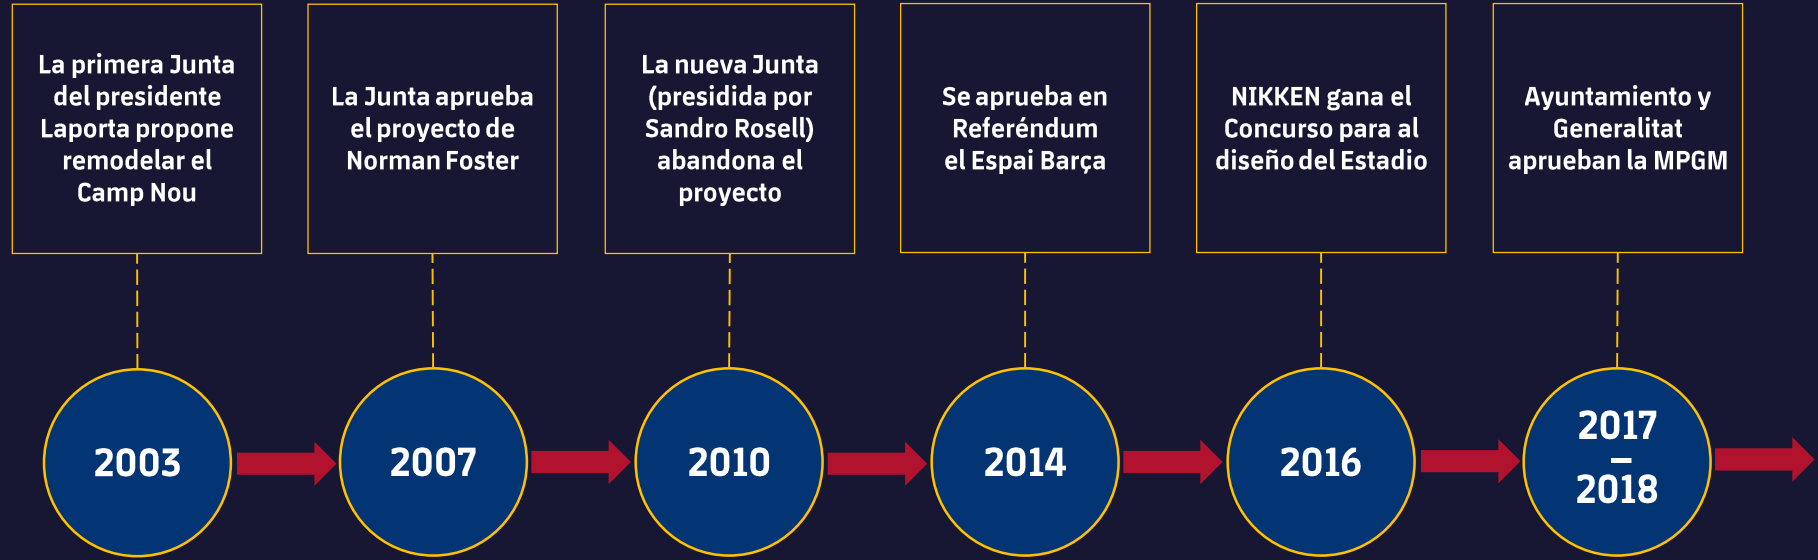 La primera Junta
del presidente
Laporta propone
remodelar el
Camp Nou
La Junta aprueba
el proyecto de
Norman Foster
La nueva Junta
(presidida por
Sandro Rosell)
abandona el
proyecto
Se aprueba en
Referéndum
el Espai Barça
NIKKEN gana el
Concurso para al
diseño del Estadio
Ayuntamiento y
Generalitat
aprueban la MPGM
2003
2007
2010
2014
2016
2017
–
2018